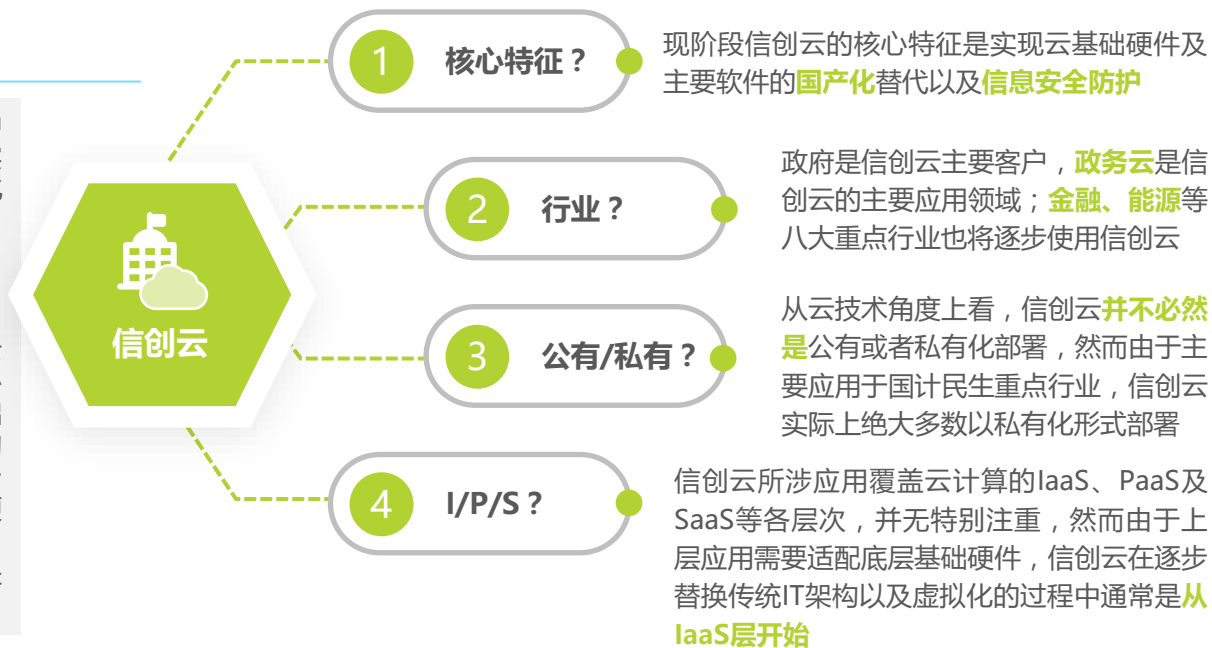 1 核心特征？
现阶段信创云的核心特征是实现云基础硬件及
主要软件的国产化替代以及信息安全防护
2 行业？
政府是信创云主要客户，政务云是信
创云的主要应用领域；金融、能源等
八大重点行业也将逐步使用信创云
信创云
3 公有/私有？
从云技术角度上看，信创云并不必然
是公有或者私有化部署，然而由于主
要应用于国计民生重点行业，信创云
实际上绝大多数以私有化形式部署
4 I/P/S？
信创云所涉应用覆盖云计算的IaaS、PaaS及
SaaS等各层次，并无特别注重，然而由于上
层应用需要适配底层基础硬件，信创云在逐步
替换传统IT架构以及虚拟化的过程中通常是从
IaaS层开始